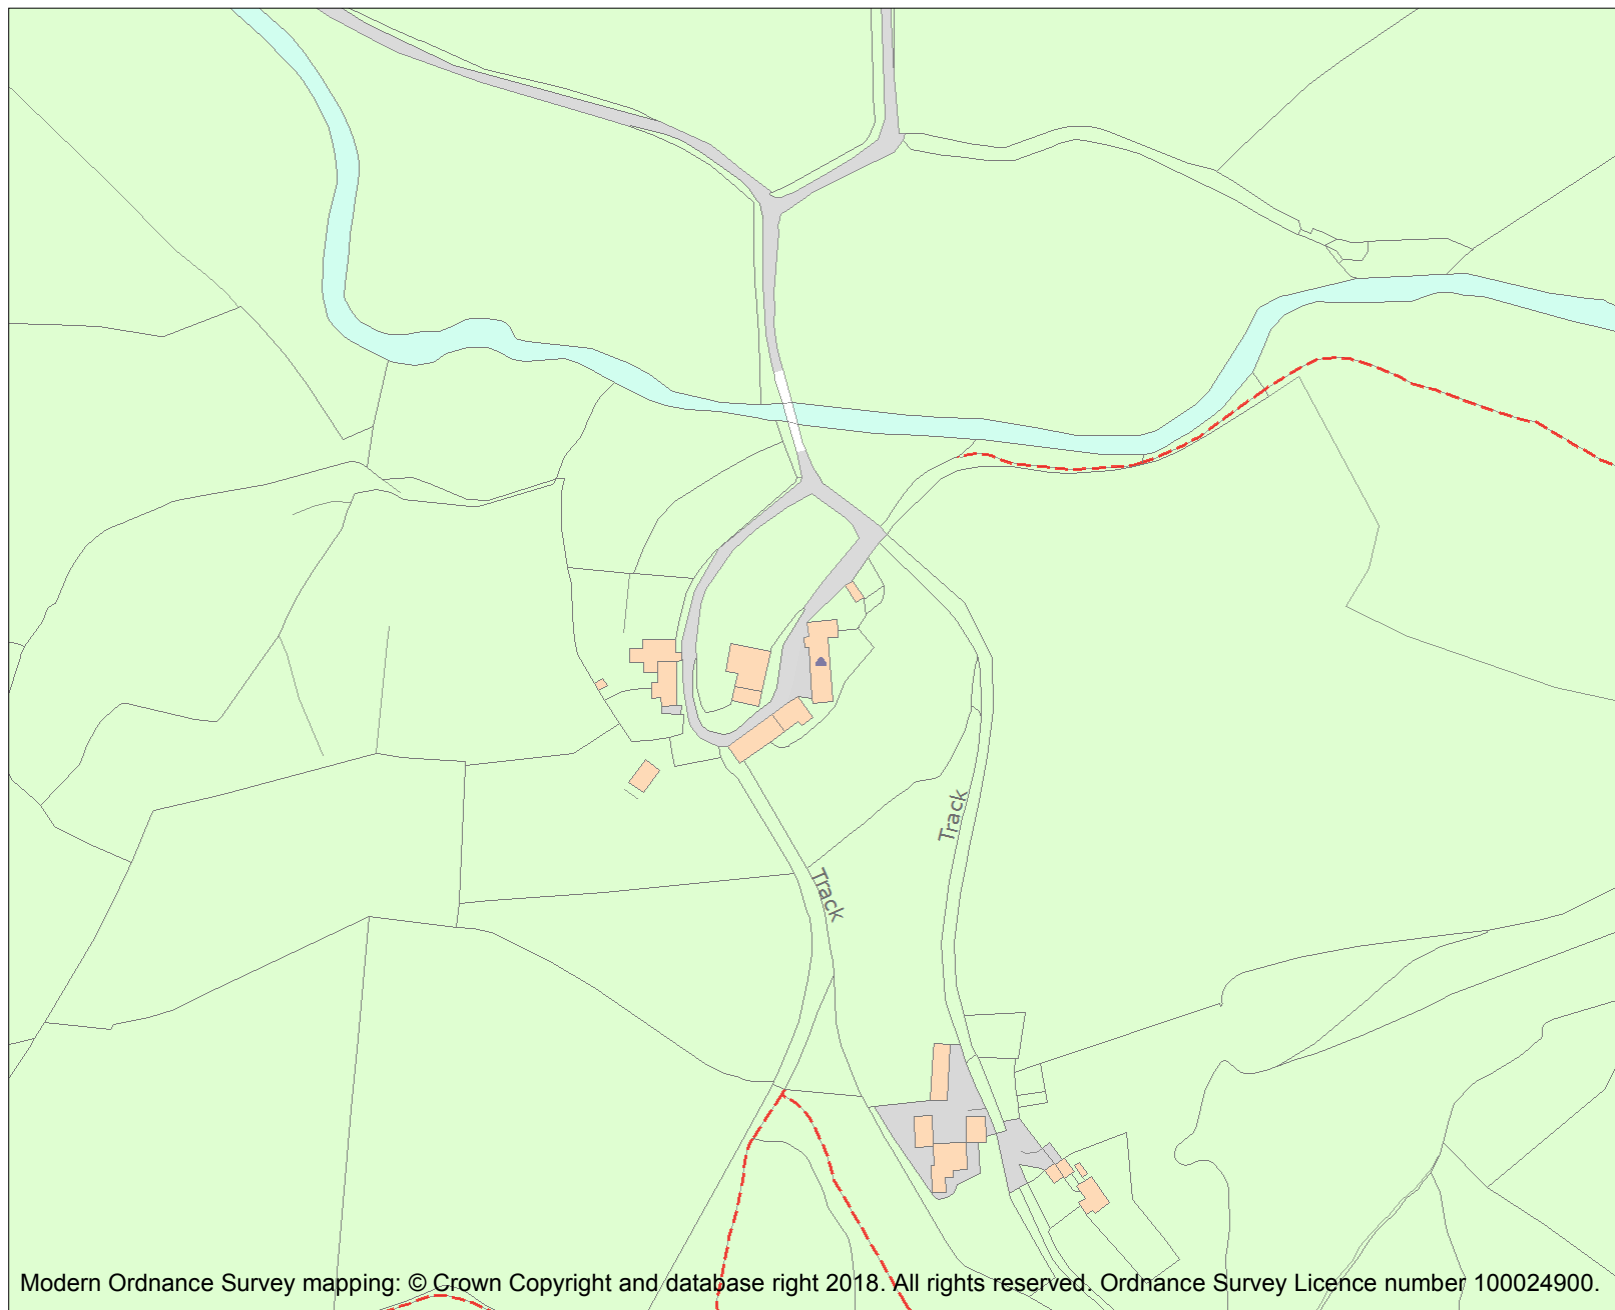 Track
Track
Modern Ordnance Survey mapping: © Crown Copyright and database right 2018. All rights reserved. Ordnance Survey Licence number 100024900.